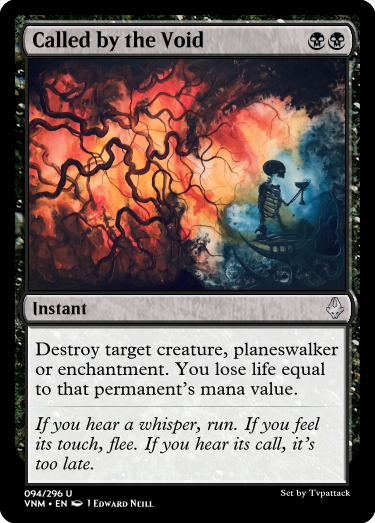 Called by the Void
Instant
Destroy target creature, planeswalker
or enchantment. You lose life equal
to that permanent's mana value.
If you hear a whisper, run. If you feel
its touch, flee. If you hear its call, it's
too late.
094/296 U
VNM • EN J Edward Neill
Set by Tvpattack